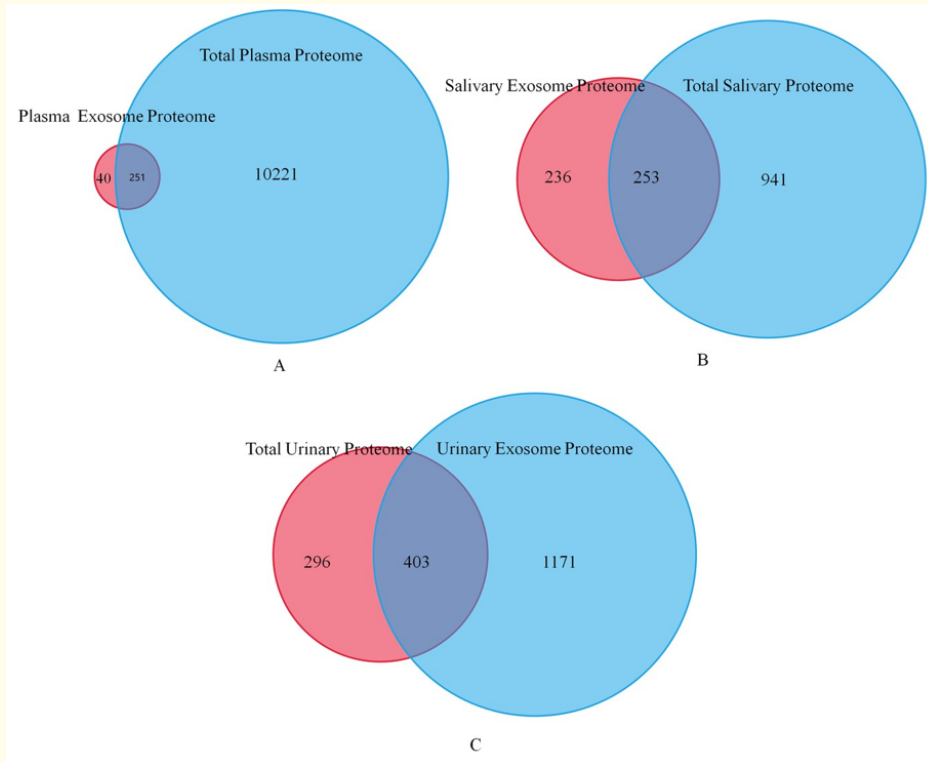 Total Plasma Proteome
Plasma Exosome Proteome
40
251
10221
A
Salivary Exosome Proteome
Total Salivary Proteome
236
253
941
B
Total Urinary Proteome
Urinary Exosome Proteome
296
403
1171
C